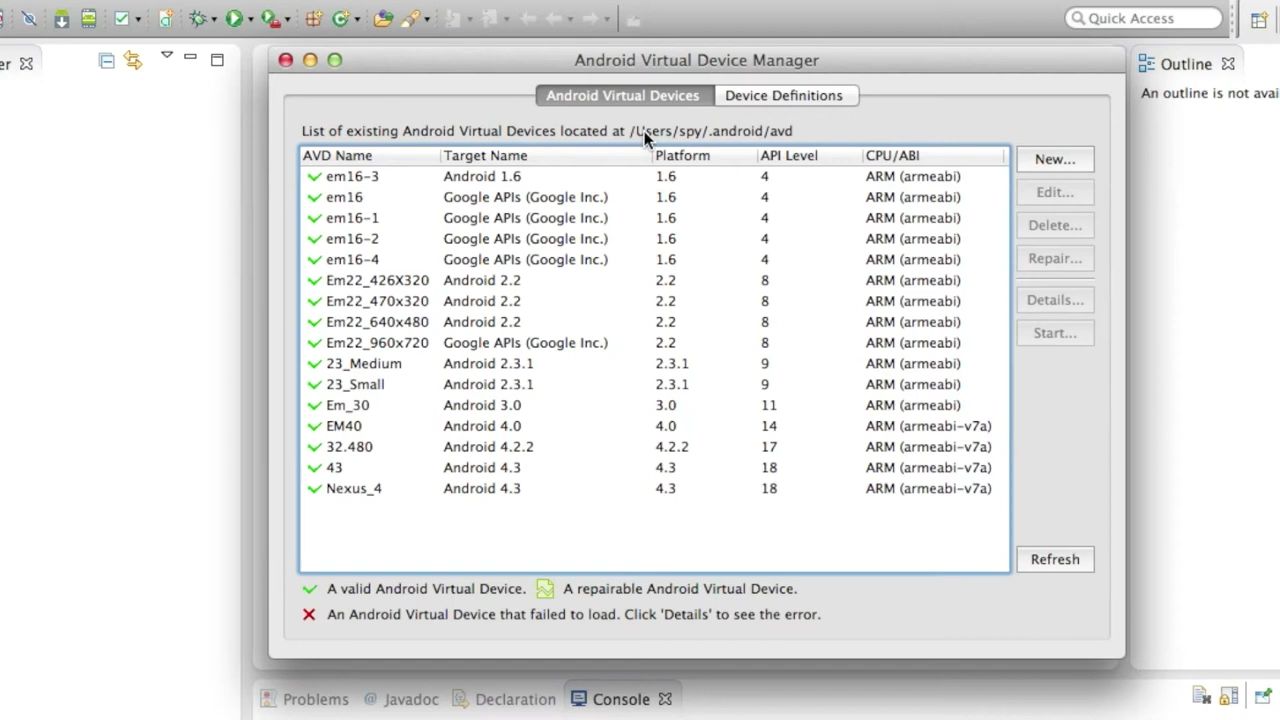 Quick Access
er
Android Virtual Device Manager
Outline
An outline is not avai
Android Virtual Devices
Device Definitions
List of existing Android Virtual Devices located at /Users/spy/.android/avd
AVD Name Target Name Platform API Level CPU/ABI
em16-3 Android 1.6 1.6 4 ARM (armeabi)
em16 Google APIs (Google Inc.) 1.6 4 ARM (armeabi)
em16-1 Google APIs (Google Inc.) 1.6 4 ARM (armeabi)
em16-2 Google APIs (Google Inc.) 1.6 4 ARM (armeabi)
em16-4 Google APIs (Google Inc.) 1.6 4 ARM (armeabi)
Em22_426X320 Android 2.2 2.2 8 ARM (armeabi)
Em22_470x320 Android 2.2 2.2 8 ARM (armeabi)
Em22_640x480 Android 2.2 2.2 8 ARM (armeabi)
Em22_960x720 Google APIs (Google Inc.) 2.2 8 ARM (armeabi)
23_Medium Android 2.3.1 2.3.1 9 ARM (armeabi)
23_Small Android 2.3.1 2.3.1 9 ARM (armeabi)
Em_30 Android 3.0 3.0 11 ARM (armeabi)
EM40 Android 4.0 4.0 14 ARM (armeabi-v7a)
32.480 Android 4.2.2 4.2.2 17 ARM (armeabi-v7a)
43 Android 4.3 4.3 18 ARM (armeabi-v7a)
Nexus_4 Android 4.3 4.3 18 ARM (armeabi-v7a)
New...
Edit...
Delete...
Repair...
Details...
Start...
Refresh
A valid Android Virtual Device. A repairable Android Virtual Device.
An Android Virtual Device that failed to load. Click 'Details' to see the error.
Problems @ Javadoc Declaration Console